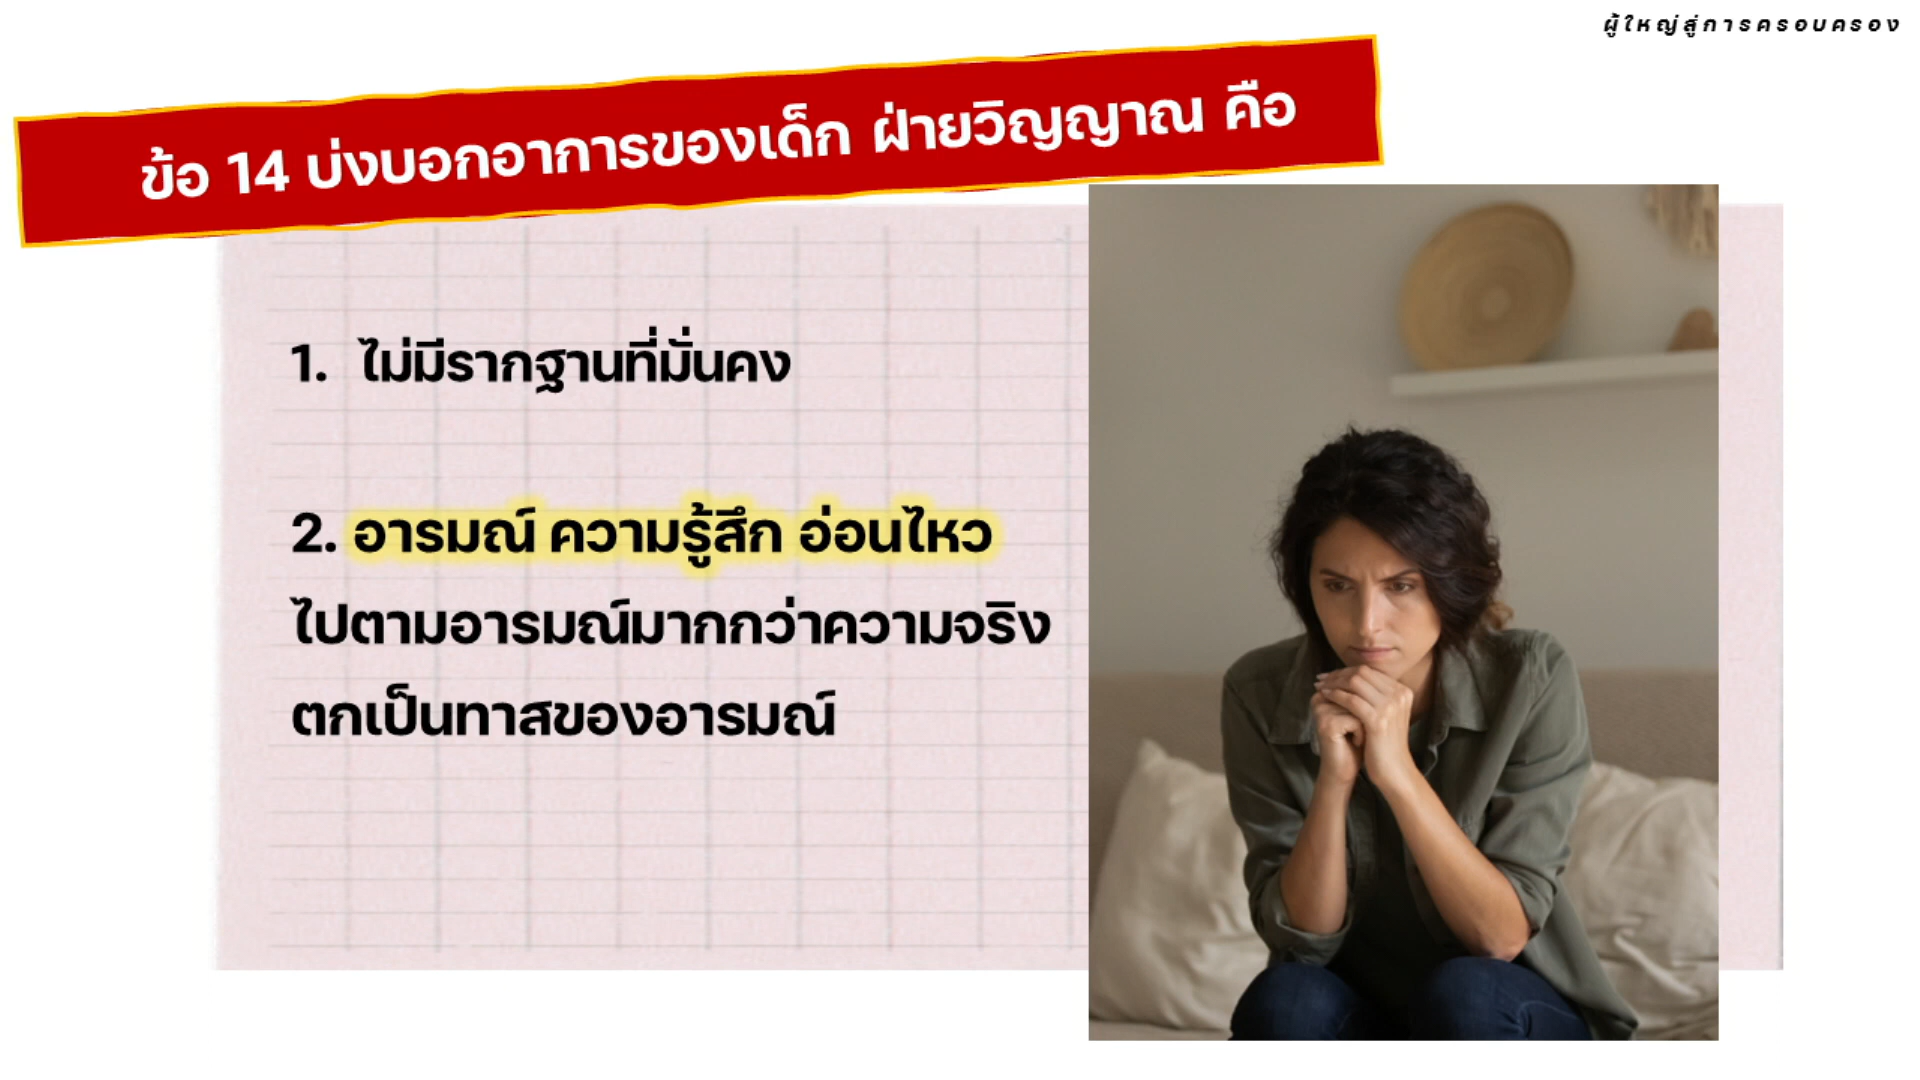 ผู้ใหญ่สู่การครอบครอง
ข้อ 14 บ่งบอกอาการของเด็ก ฝ่ายวิญญาณ คือ
1. ไม่มีรากฐานที่มั่นคง
2. อารมณ์ ความรู้สึก อ่อนไหว
ไปตามอารมณ์มากกว่าความจริง
ตกเป็นทาสของอารมณ์